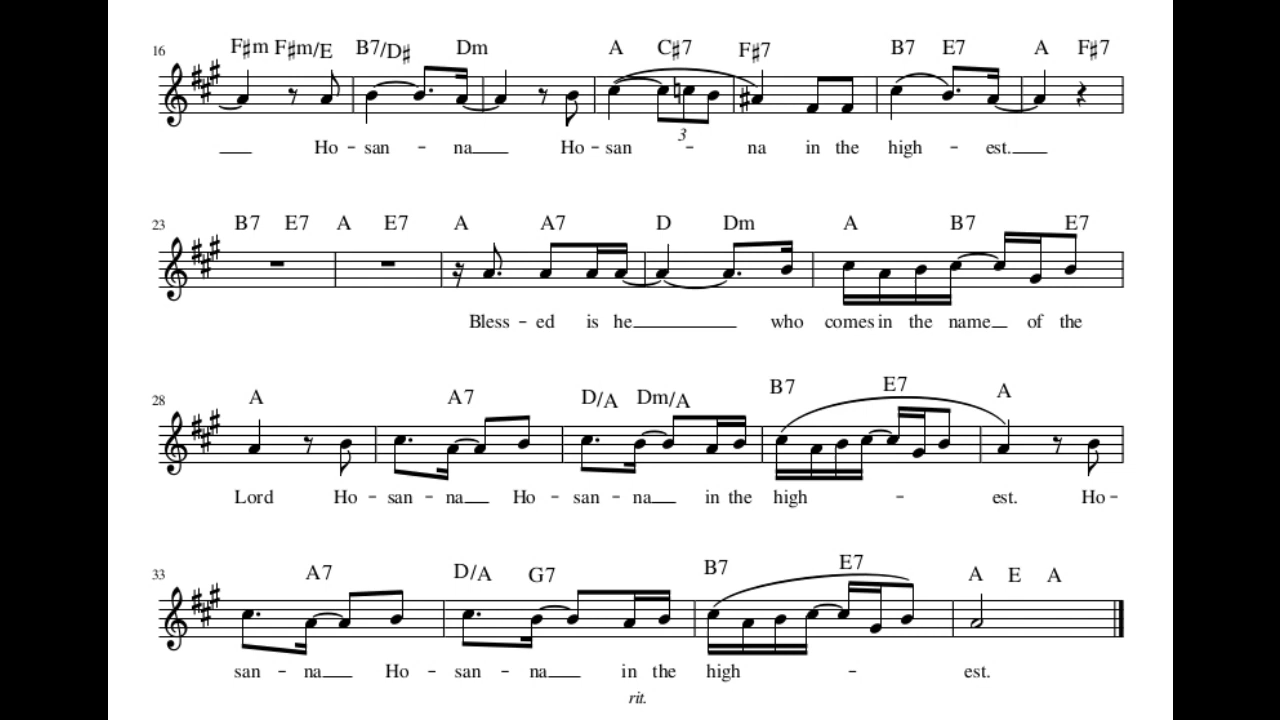 F♯m F♯m/E B7/D♯ Dm A C♯7 F♯7 B7 E7 A F♯7
16
3
Ho - san - na Ho - san - na in the high - est.
B7 E7 A E7 A A7 D Dm A B7 E7
23
Bless - ed is he who comes in the name of the
A A7 D/A Dm/A B7 E7 A
28
Lord Ho - san - na Ho - san - na in the high - est. Ho -
A7 D/A G7 B7 E7 A E A
33
san - na Ho - san - na in the high - est.
rit.